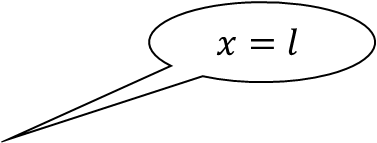 x = l